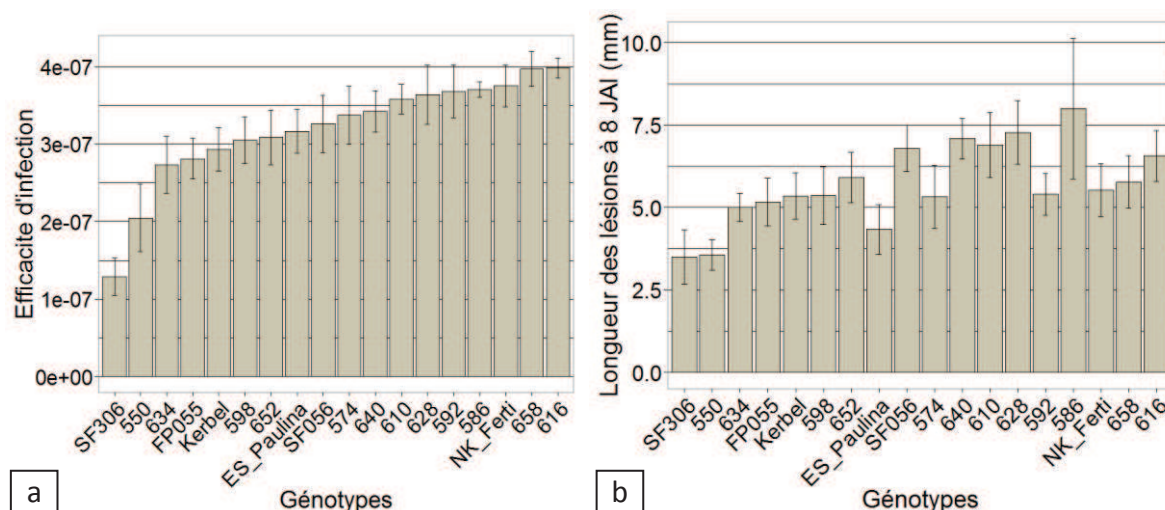 Efficacite d'infection
4e-07
3e-07
2e-07
1e-07
0e+00
SF306
550
634
FP055
Kerbel
598
652
ES_Paulina
SF056
574
640
610
628
592
586
NK_Ferti
658
616
Génotypes
a
Longueur des lésions à 8 JAI (mm)
10.0
7.5
5.0
2.5
0.0
SF306
550
634
FP055
Kerbel
598
652
ES_Paulina
SF056
574
640
610
628
592
586
NK_Ferti
658
616
Génotypes
b